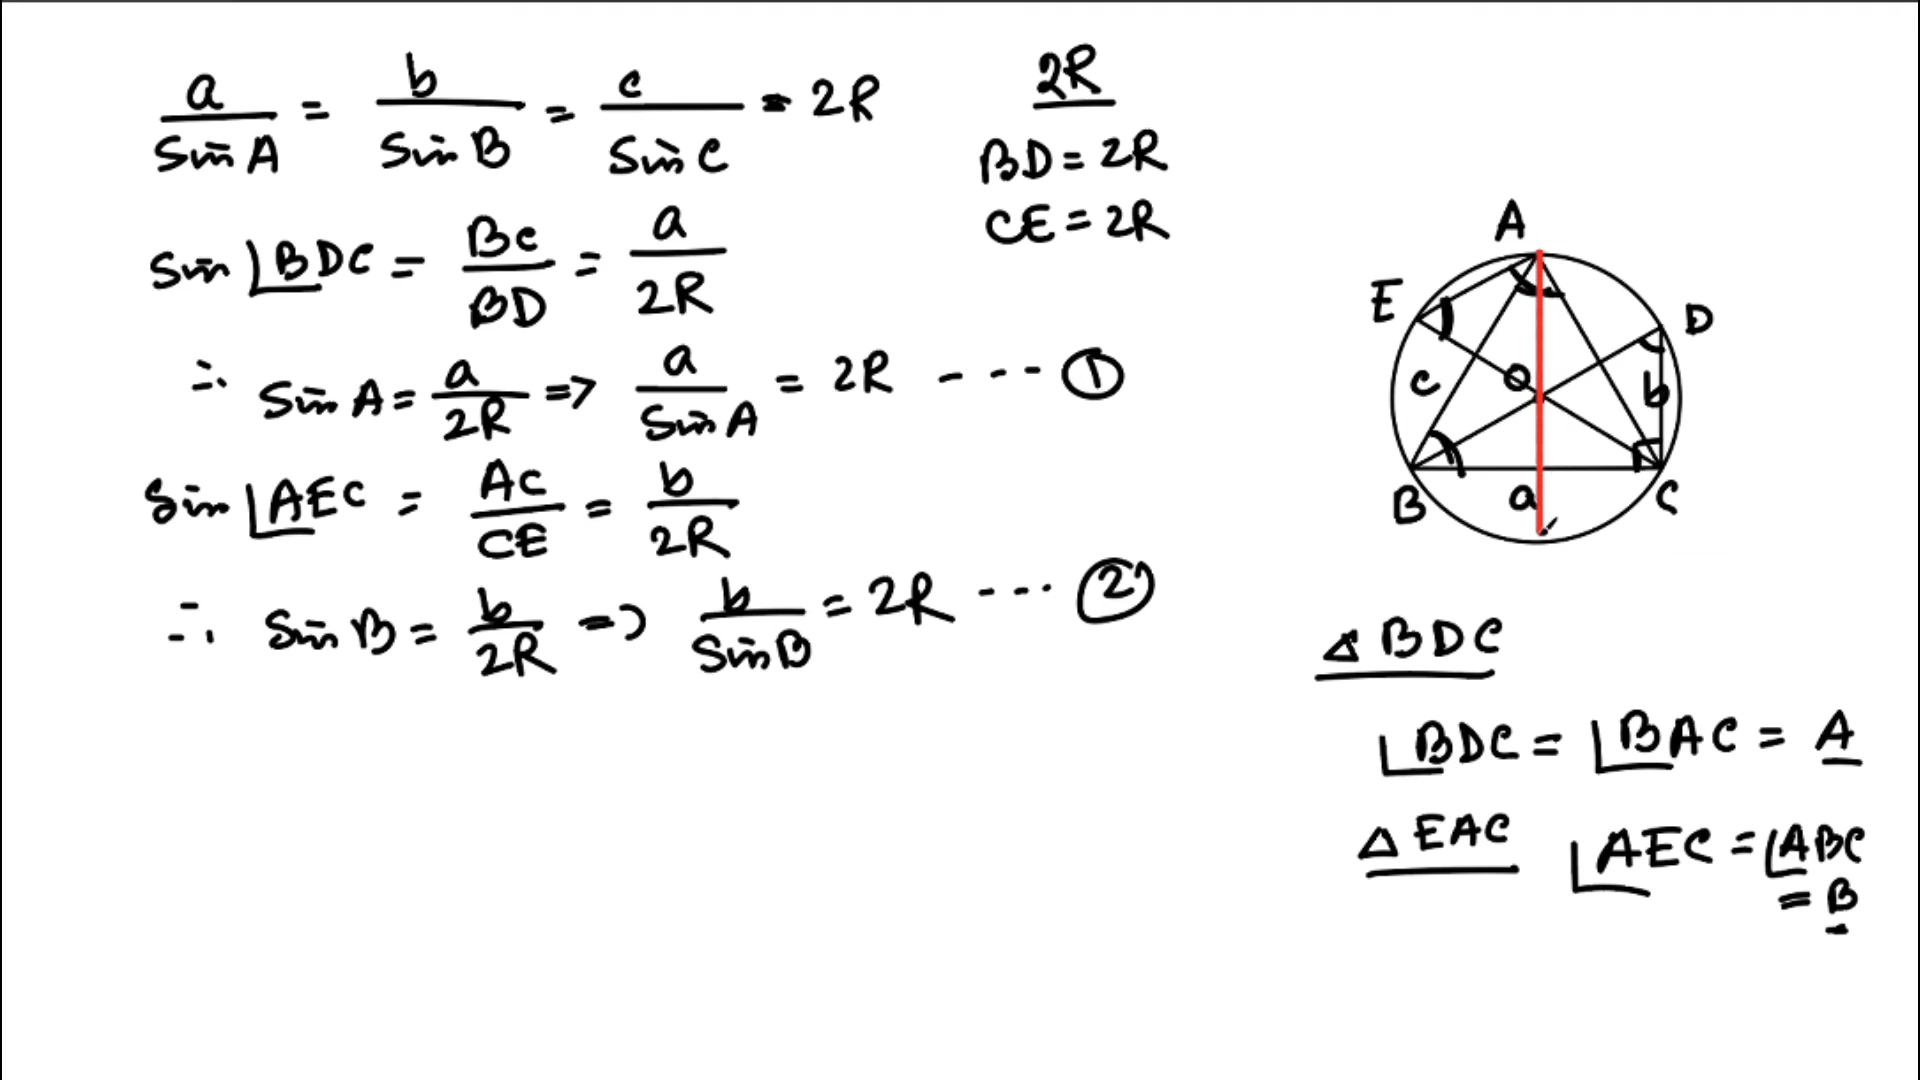 a/Sin A = b/Sin B = c/Sin C = 2R
Sin ∠BDC = BC/BD = a/2R
∴ Sin A = a/2R => a/Sin A = 2R ---- ①
Sin ∠AEC = AC/CE = b/2R
∴ Sin B = b/2R => b/Sin B = 2R --- ②
2R
BD = 2R
CE = 2R
A
E
D
c
O
b
B
a
C
△ BDC
∠BDC = ∠BAC = A
△ EAC ∠AEC = ∠ABC
= B